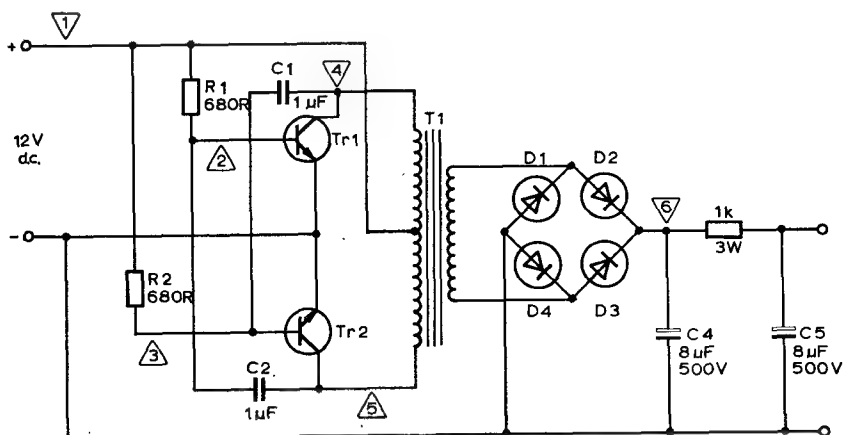 1
+
R1
680R
C1
1µF
4
T1
Tr1
2
12V
d.c.
D1
D2
6
1k
3W
-
R2
680R
D4
D3
Tr2
3
C4
8µF
500V
C5
8µF
500V
C2
1µF
5